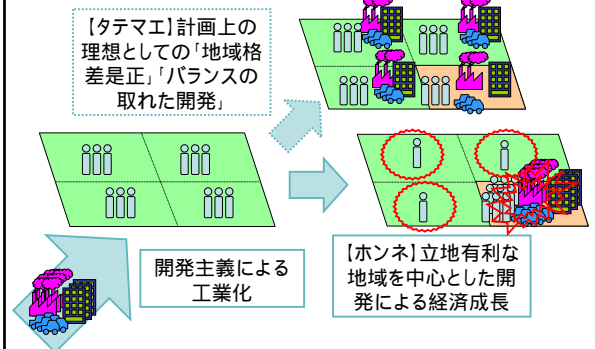 【タテマエ】計画上の
理想としての「地域格
差是正」「バランスの
取れた開発」
開発主義による
工業化
【ホンネ】立地有利な
地域を中心とした開
発による経済成長